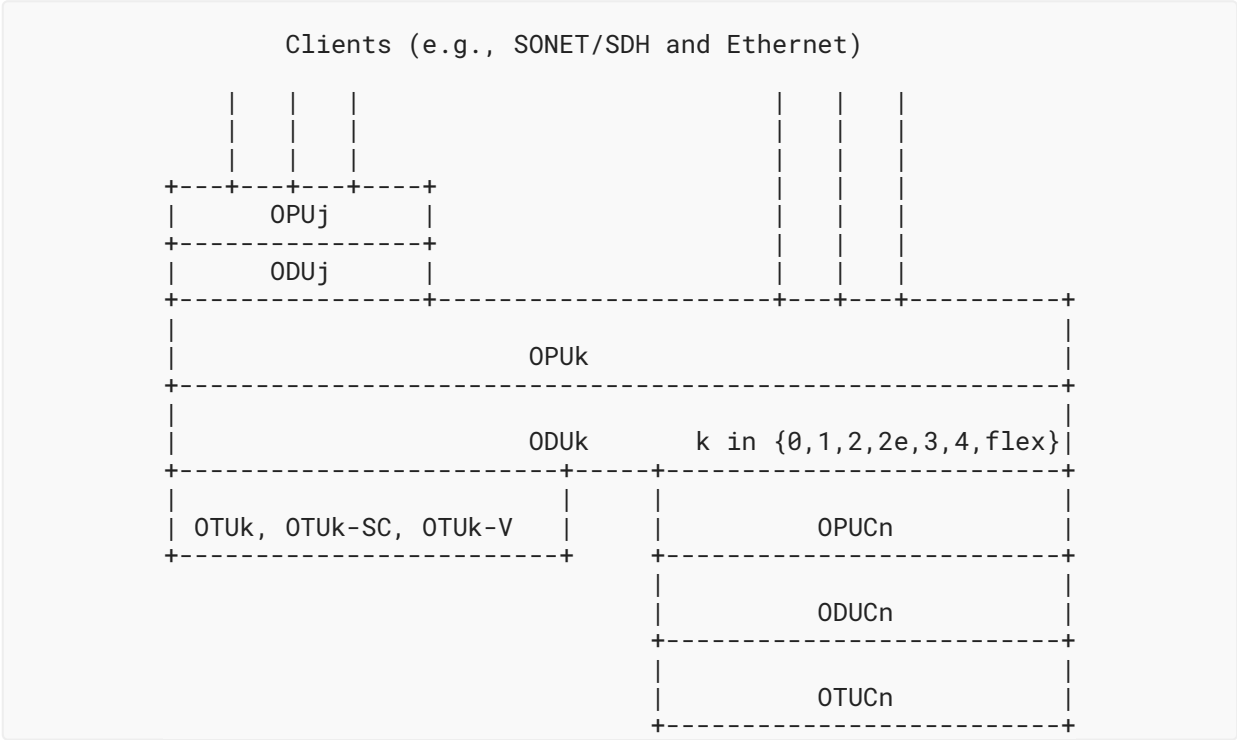 Clients (e.g., SONET/SDH and Ethernet)
OPUj
ODUj
OPUk
ODUk k in {0,1,2,2e,3,4,flex}
OTUk, OTUk-SC, OTUk-V OPUCn
ODUCn
OTUCn